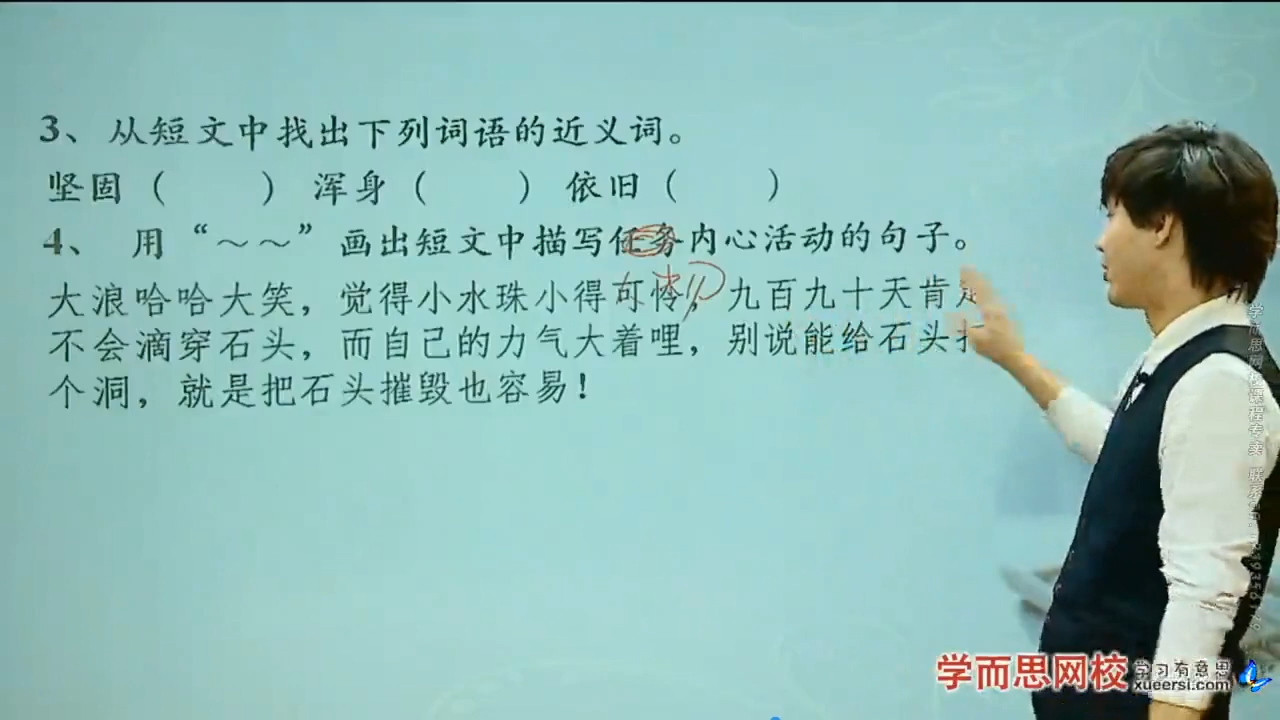 3、从短文中找出下列词语的近义词。
坚固（ ） 浑身（ ） 依旧（ ）
4、 用“～～”画出短文中描写任务内心活动的句子。
大浪哈哈大笑，觉得小水珠小得可怜，九百九十天肯定
不会滴穿石头，而自己的力气大着哩，别说能给石头打
个洞，就是把石头摧毁也容易！
学而思网校
学习有意思
xueersi.com